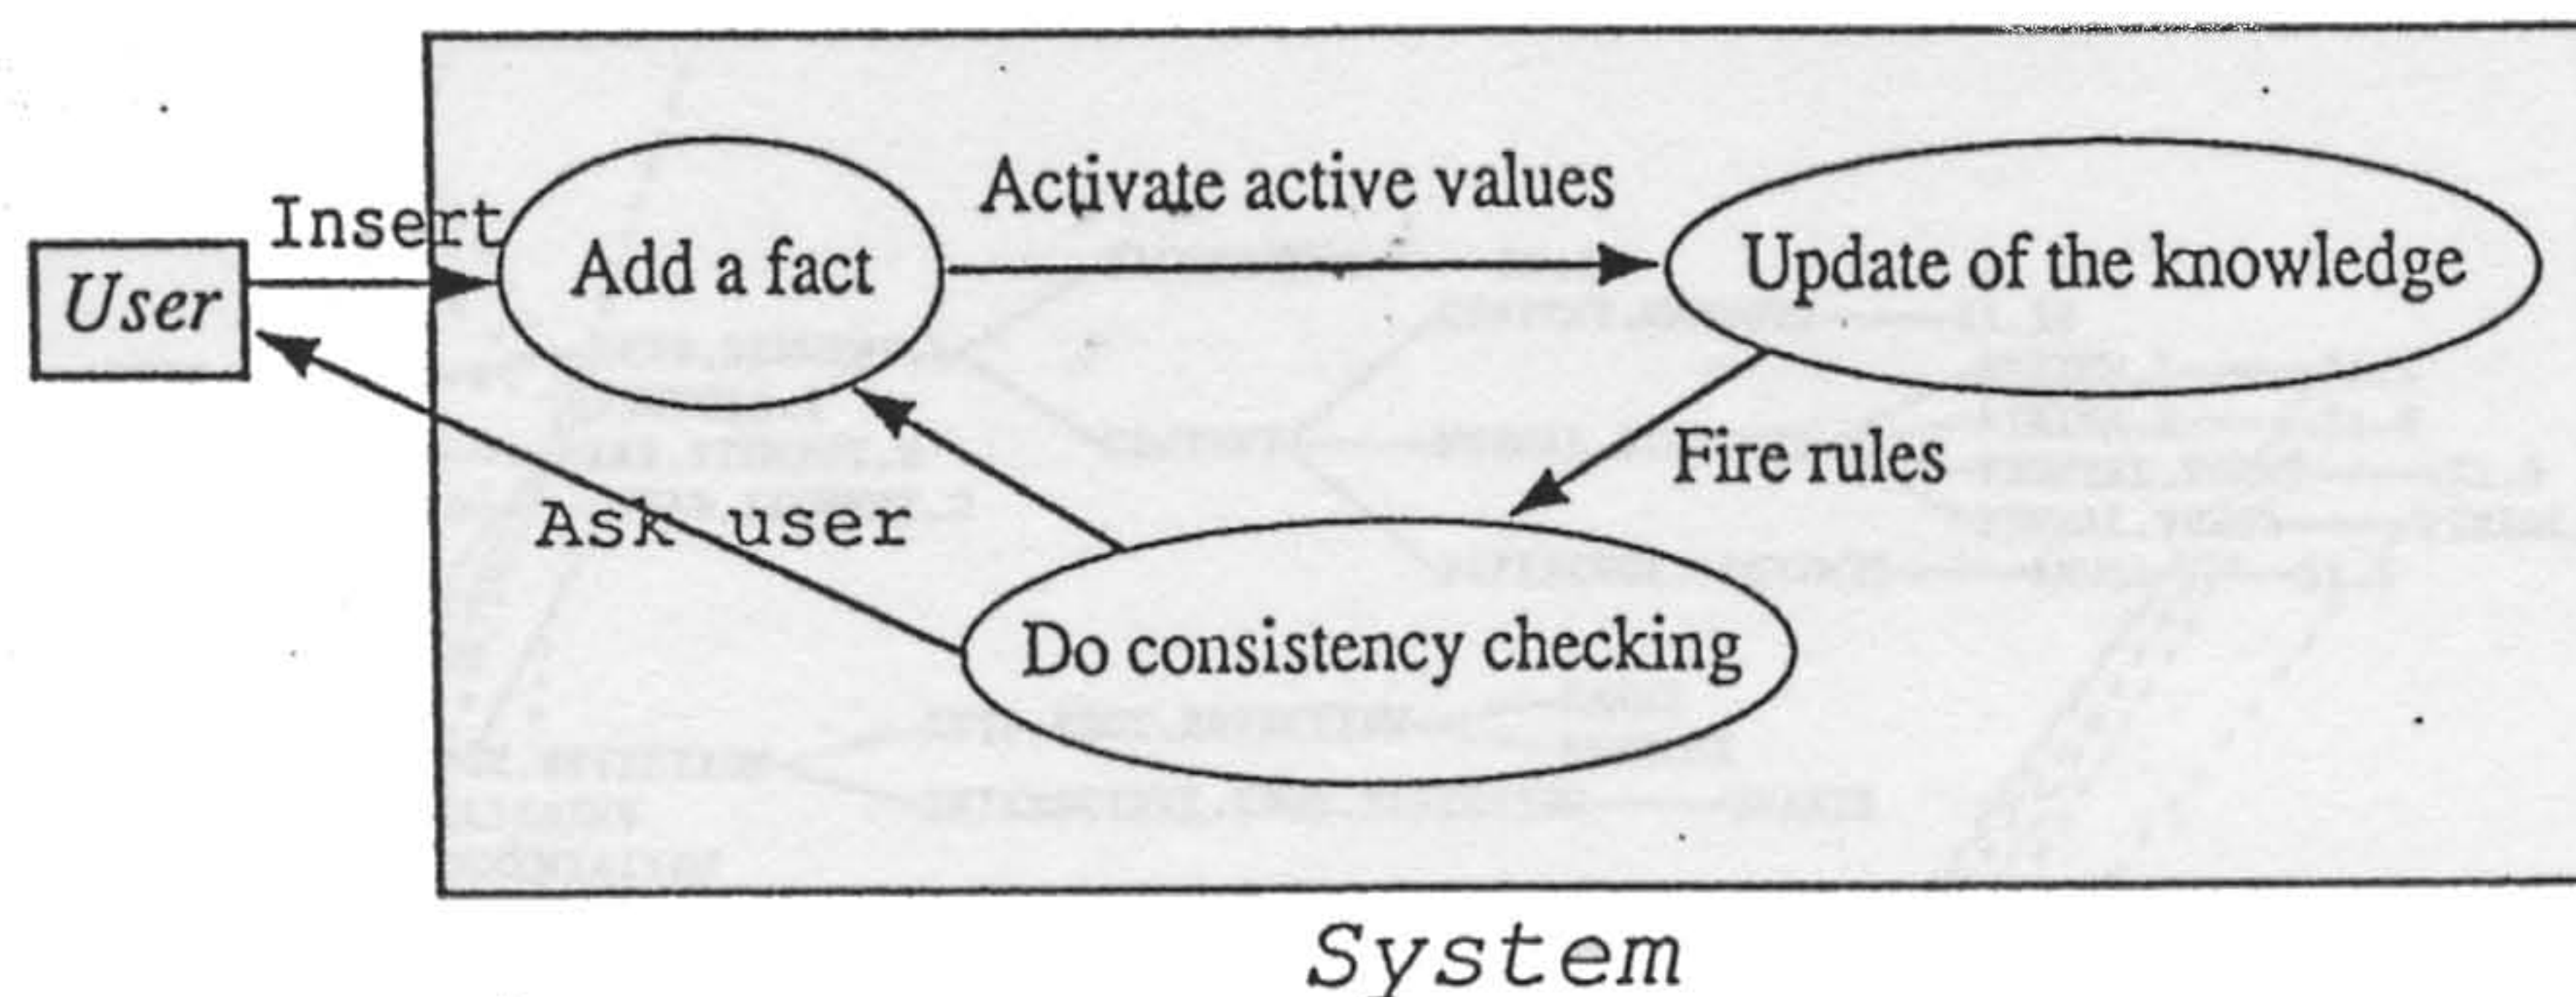 Insert
Activate active values
User
Add a fact
Update of the knowledge
Fire rules
Ask user
Do consistency checking
System